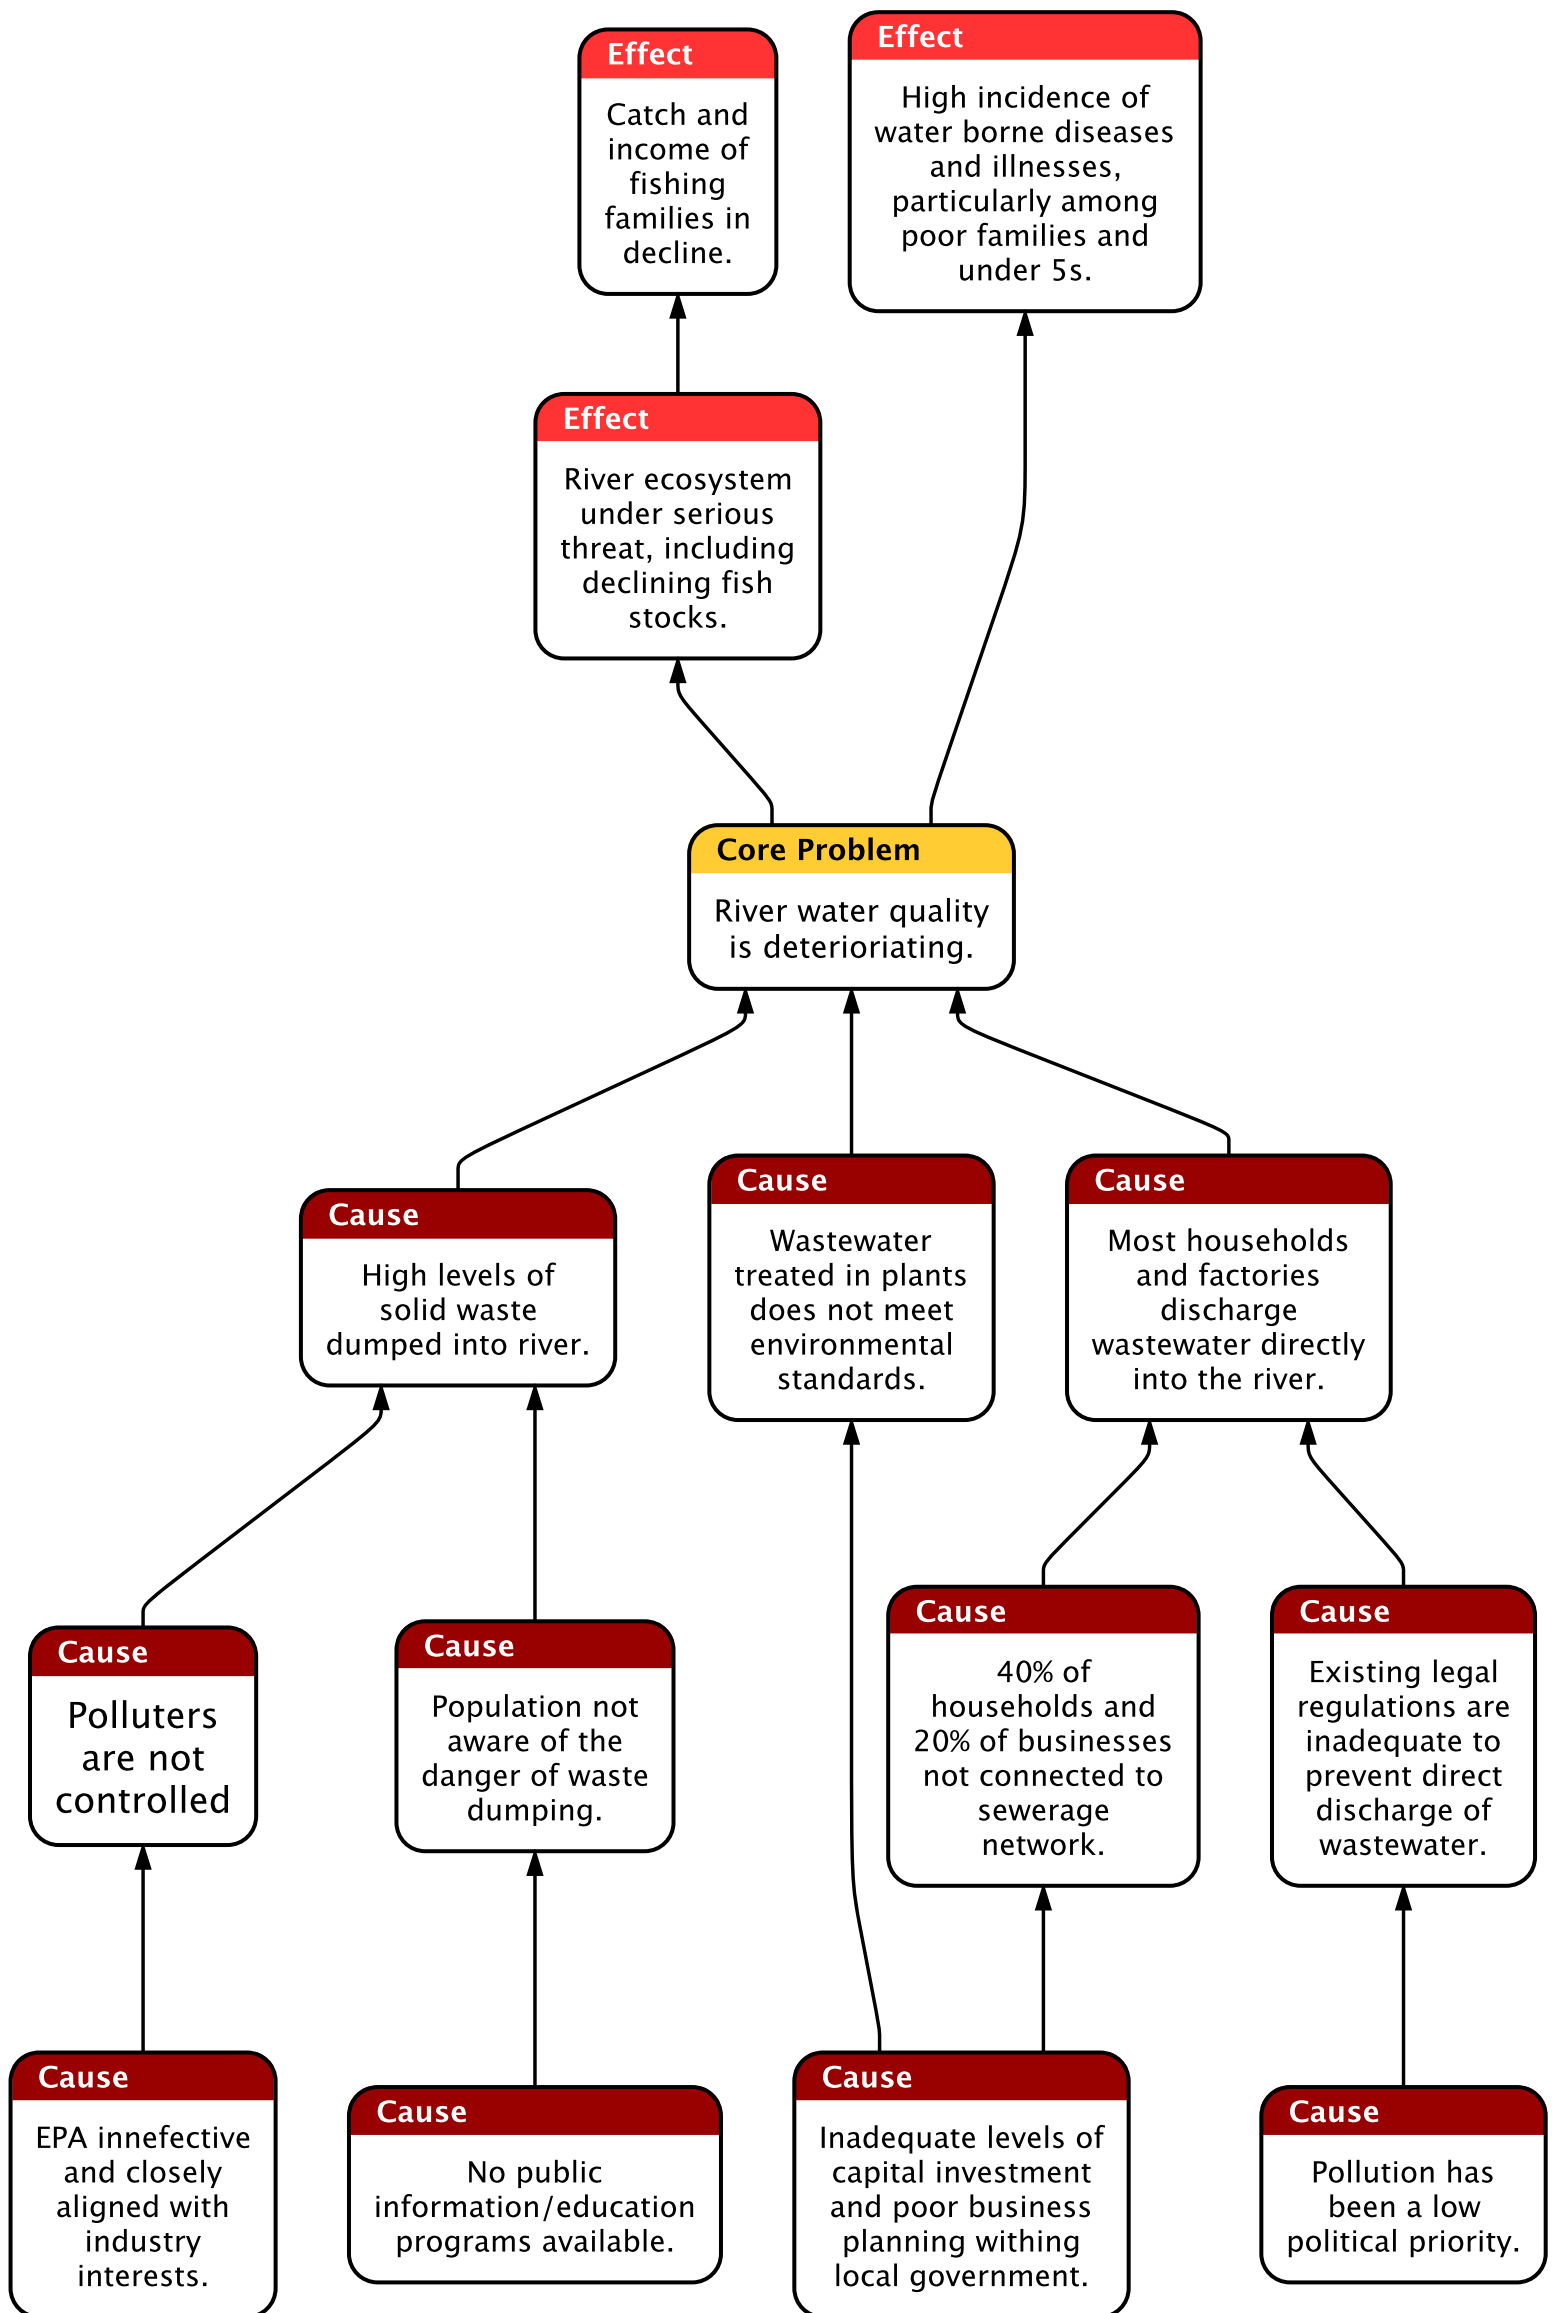 Effect
Catch and
income of
fishing
families in
decline.
Effect
High incidence of
water borne diseases
and illnesses,
particularly among
poor families and
under 5s.
Effect
River ecosystem
under serious
threat, including
declining fish
stocks.
Core Problem
River water quality
is deterioriating.
Cause
High levels of
solid waste
dumped into river.
Cause
Wastewater
treated in plants
does not meet
environmental
standards.
Cause
Most households
and factories
discharge
wastewater directly
into the river.
Cause
Polluters
are not
controlled
Cause
Population not
aware of the
danger of waste
dumping.
Cause
40% of
households and
20% of businesses
not connected to
sewerage
network.
Cause
Existing legal
regulations are
inadequate to
prevent direct
discharge of
wastewater.
Cause
EPA innefective
and closely
aligned with
industry
interests.
Cause
No public
information/education
programs available.
Cause
Inadequate levels of
capital investment
and poor business
planning withing
local government.
Cause
Pollution has
been a low
political priority.